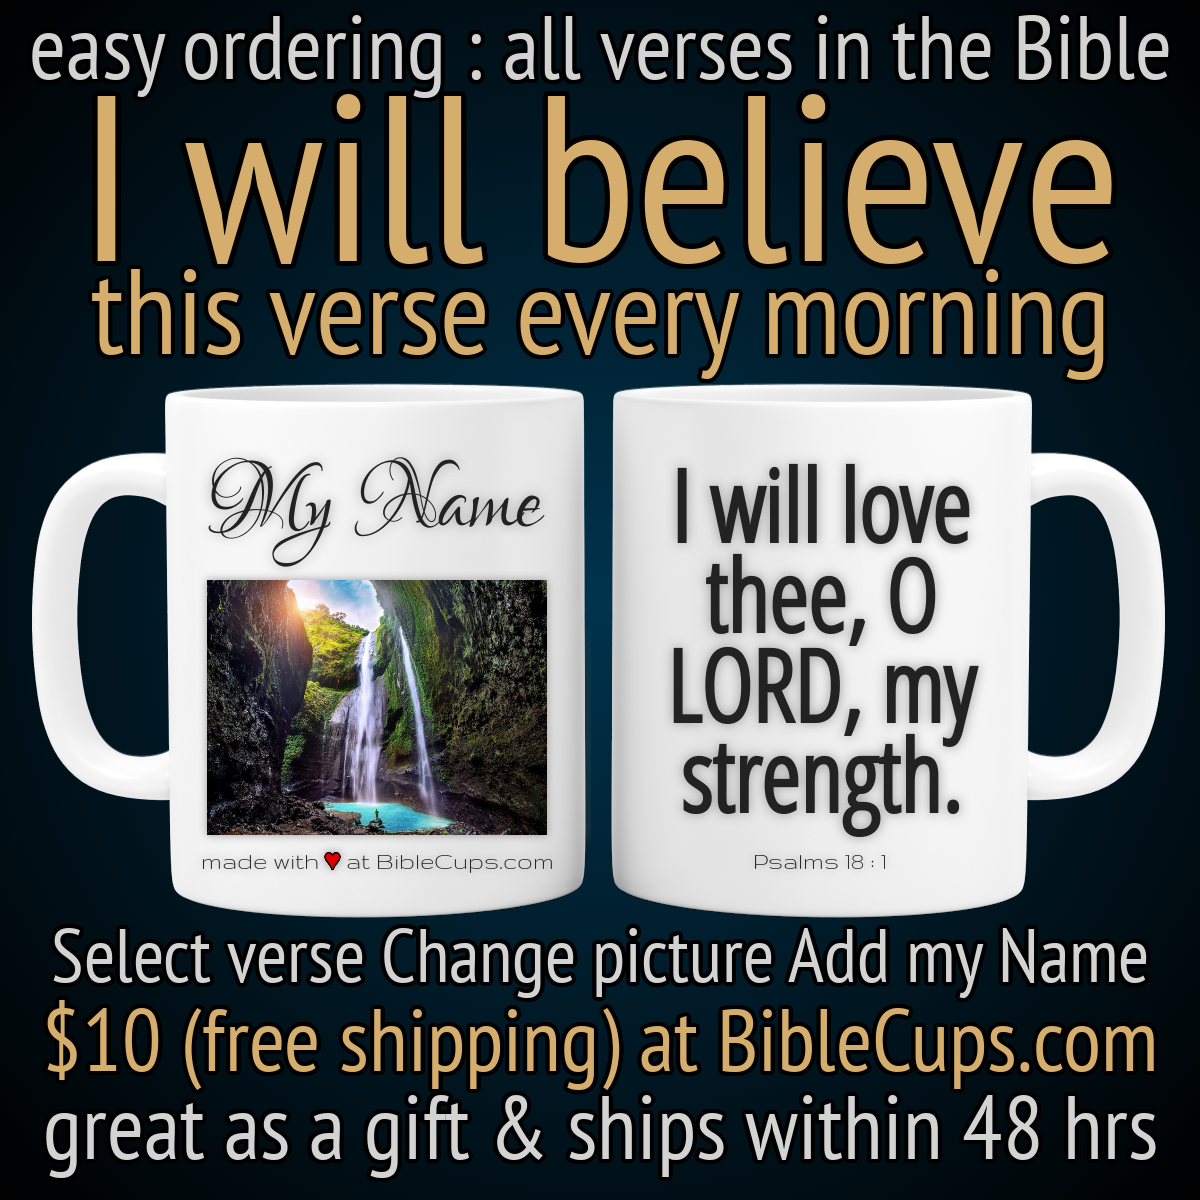 easy ordering : all verses in the Bible
I will believe
this verse every morning
My Name
made with ❤ at BibleCups.com
I will love
thee, O
LORD, my
strength.
Psalms 18 : 1
Select verse Change picture Add my Name
$10 (free shipping) at BibleCups.com
great as a gift & ships within 48 hrs